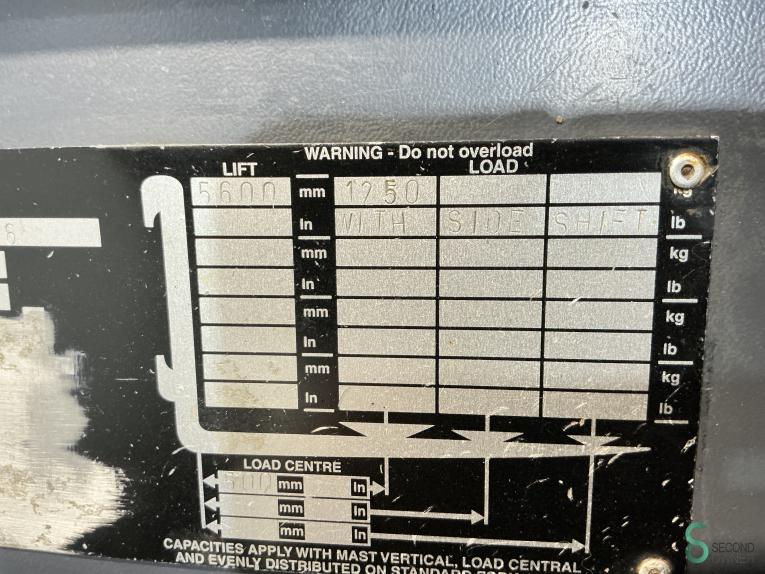 WARNING - Do not overload
LIFT LOAD
5600 mm 1250 kg
In WITH SIDE SHIFT lb
6
mm kg
In lb
mm kg
In lb
mm kg
In lb
LOAD CENTRE
500 mm In
mm In
mm In
CAPACITIES APPLY WITH MAST VERTICAL, LOAD CENTRAL
AND EVENLY DISTRIBUTED ON STANDARD
S SECOND